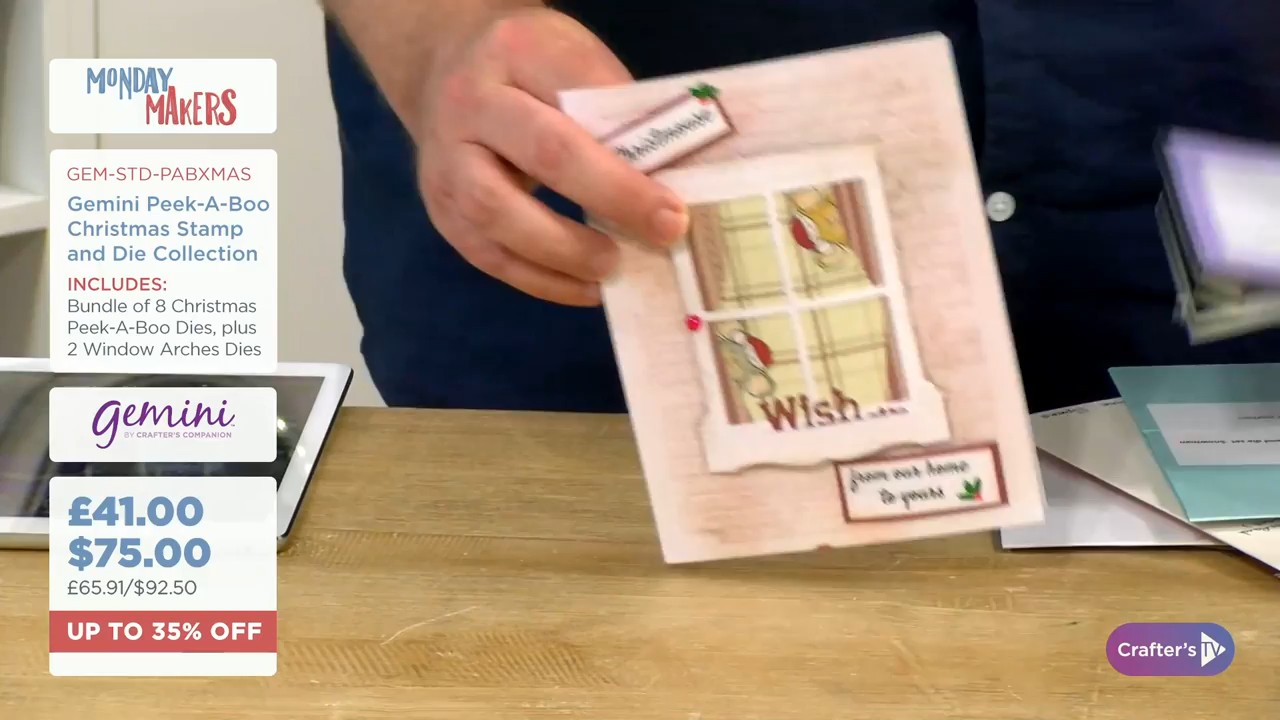 MONDAY
MAKERS
GEM-STD-PABXMAS
Gemini Peek-A-Boo
Christmas Stamp
and Die Collection
INCLUDES:
Bundle of 8 Christmas
Peek-A-Boo Dies, plus
2 Window Arches Dies
gemini
BY CRAFTER'S COMPANION
£41.00
$75.00
£65.91/$92.50
UP TO 35% OFF
Wish....
from our home
to yours
Crafter's TV